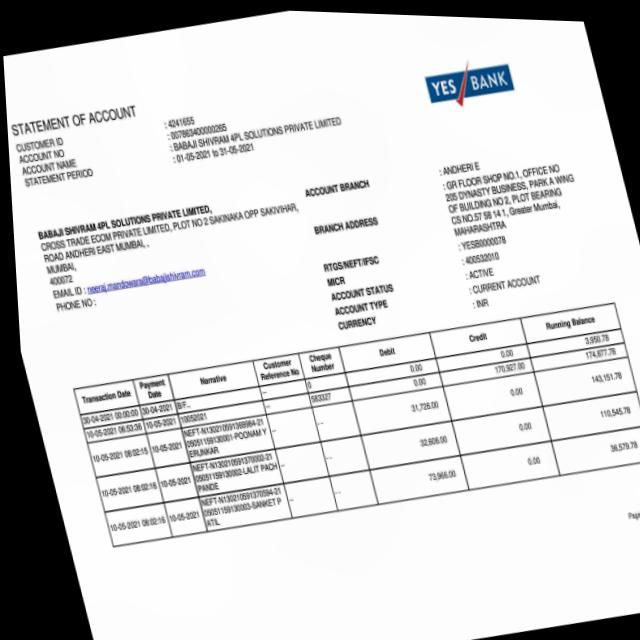 YES BANK
STATEMENT OF ACCOUNT
CUSTOMER ID : 4241655
ACCOUNT NO : 007863400000265
ACCOUNT NAME : BABAJI SHIVRAM 4PL SOLUTIONS PRIVATE LIMITED
STATEMENT PERIOD : 01-05-2021 to 31-05-2021
BABAJI SHIVRAM 4PL SOLUTIONS PRIVATE LIMITED,
CROSS TRADE ECOM PRIVATE LIMITED, PLOT NO 2 SAKINAKA OPP SAKIVIHAR,
ROAD ANDHERI EAST MUMBAI, .
MUMBAI,
400072
EMAIL ID : neeraj.mandowara@babajishivram.com
PHONE NO :
ACCOUNT BRANCH : ANDHERI E
BRANCH ADDRESS : GR FLOOR SHOP NO.1, OFFICE NO
205 DYNASTY BUSINESS, PARK A WING
OF BUILDING NO 2, PLOT BEARING
CS.NO.57 58 14 1, Greater Mumbai,
MAHARASHTRA
RTGS/NEFT/IFSC : YESB0000078
MICR : 400532010
ACCOUNT STATUS : ACTIVE
ACCOUNT TYPE : CURRENT ACCOUNT
CURRENCY : INR
Transaction Date Payment Date Narrative Customer Reference No Cheque Number Debit Credit Running Balance
30-04-2021 00:00:00 30-04-2021 B/F... -- 0 0.00 0.00 3,950.78
10-05-2021 06:53:36 10-05-2021 10052021 -- 583327 0.00 170,927.00 174,877.78
10-05-2021 08:02:15 10-05-2021 NEFT-N130210591369984-21
05051159130001-POONAM Y
ERUNKAR -- -- 31,726.00 0.00 143,151.78
10-05-2021 08:02:16 10-05-2021 NEFT-N130210591370002-21
05051159130002-LALIT PACH
PANDE -- -- 32,606.00 0.00 110,545.78
10-05-2021 08:02:16 10-05-2021 NEFT-N130210591370594-21
05051159130003-SANKET P
ATIL -- -- 73,966.00 0.00 36,579.78